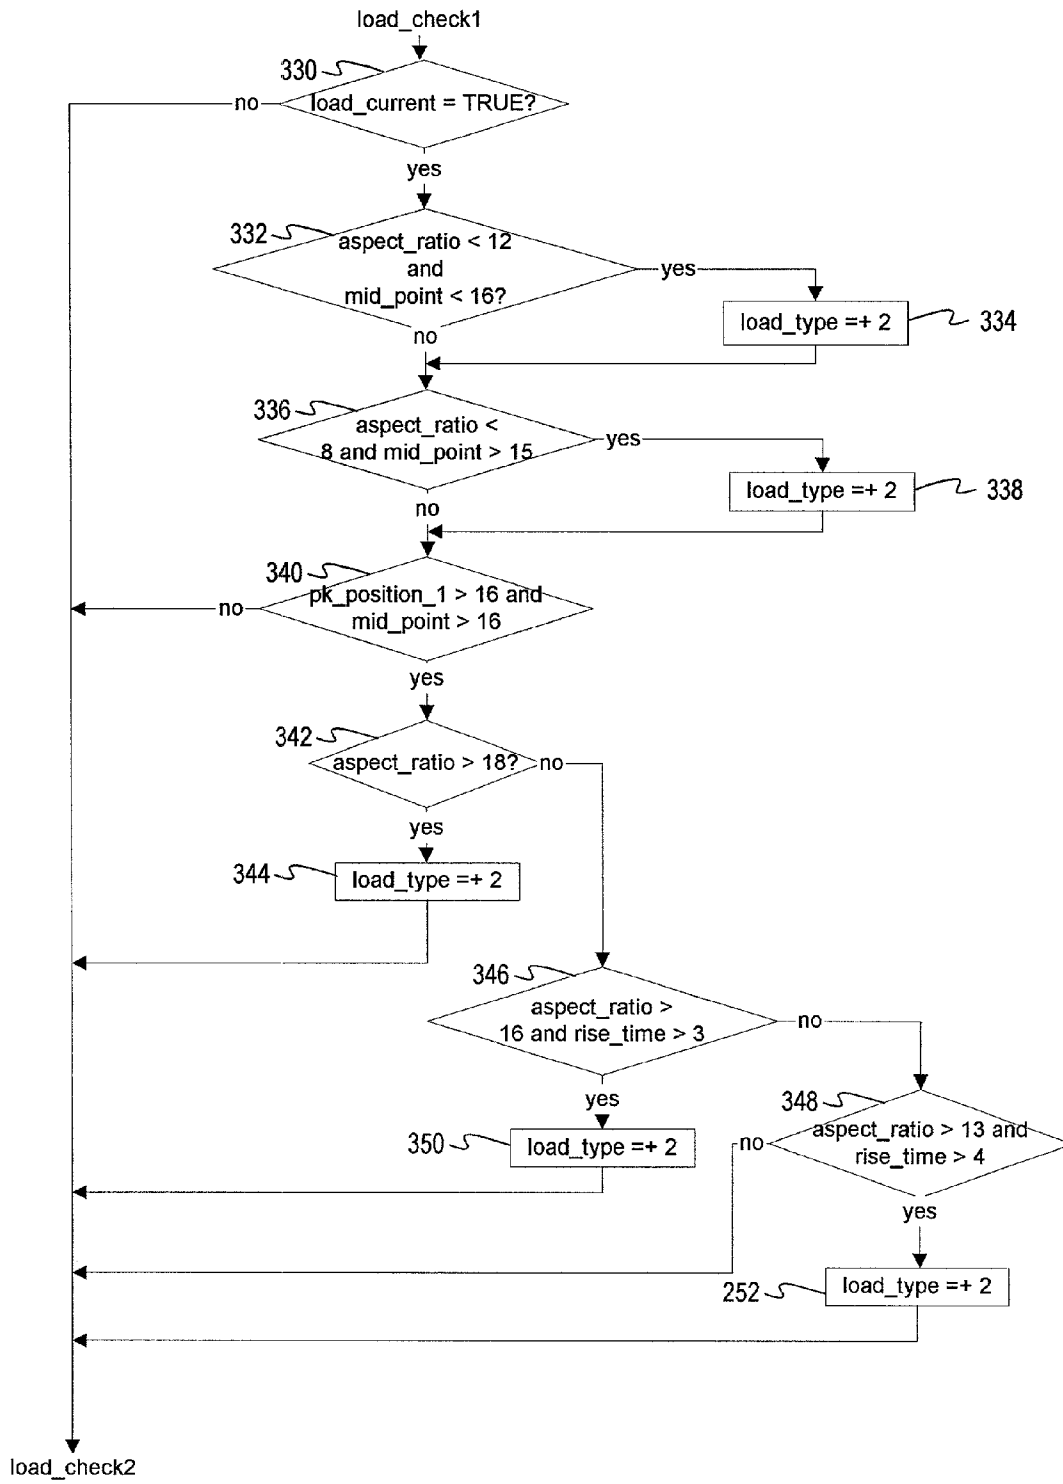 load_check1
330
load_current = TRUE?
no
yes
332
aspect_ratio < 12
and
mid_point < 16?
yes
no
load_type =+ 2
334
336
aspect_ratio <
8 and mid_point > 15
yes
no
load_type =+ 2
338
340
pk_position_1 > 16 and
mid_point > 16
no
yes
342
aspect_ratio > 18?
no
yes
344
load_type =+ 2
346
aspect_ratio >
16 and rise_time > 3
no
yes
350
load_type =+ 2
348
aspect_ratio > 13 and
rise_time > 4
no
yes
252
load_type =+ 2
load_check2